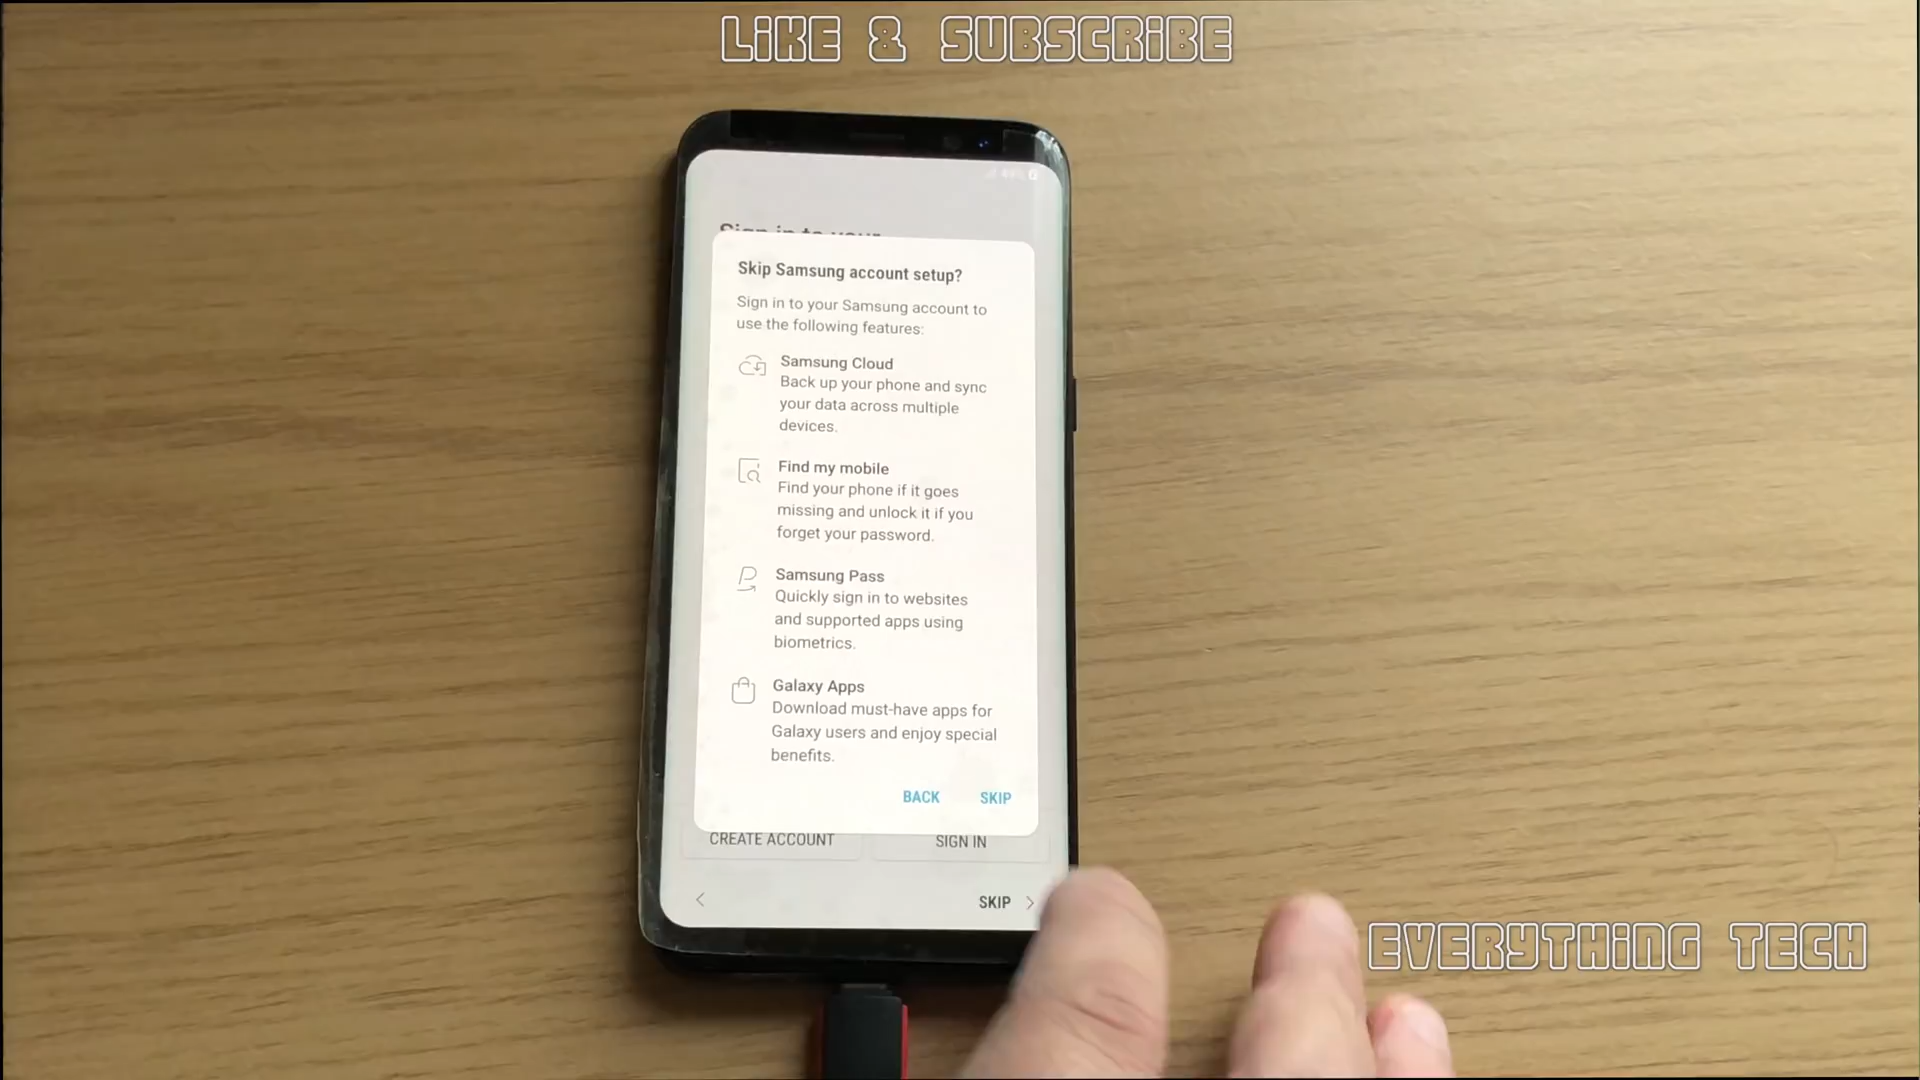 LIKE & SUBSCRIBE
Sign in to your
Skip Samsung account setup?
Sign in to your Samsung account to
use the following features:
Samsung Cloud
Back up your phone and sync
your data across multiple
devices.
Find my mobile
Find your phone if it goes
missing and unlock it if you
forget your password.
Samsung Pass
Quickly sign in to websites
and supported apps using
biometrics.
Galaxy Apps
Download must-have apps for
Galaxy users and enjoy special
benefits.
BACK SKIP
CREATE ACCOUNT SIGN IN
SKIP
EVERYTHING TECH